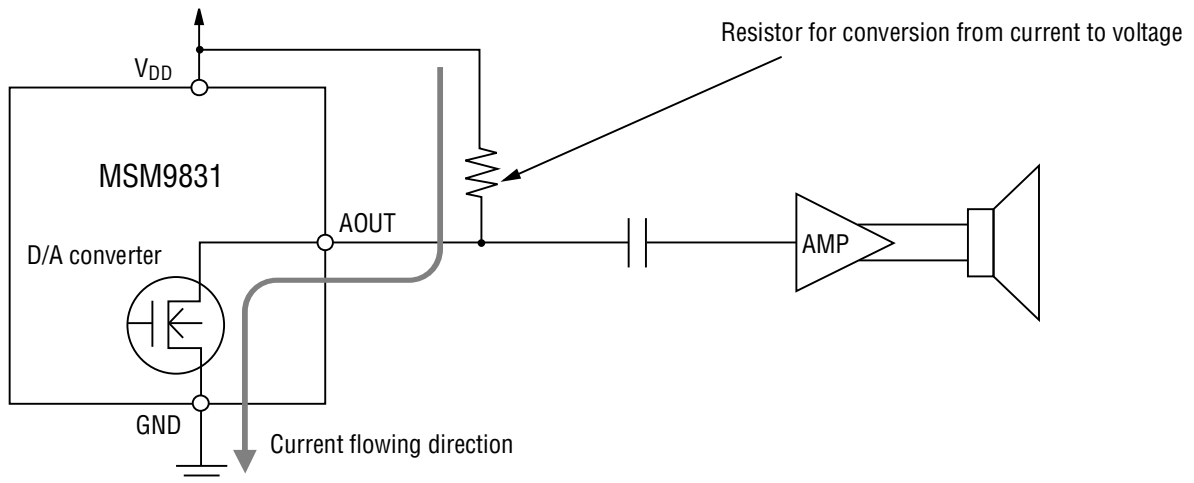 Resistor for conversion from current to voltage
VDD
MSM9831
AOUT
D/A converter
AMP
GND
Current flowing direction